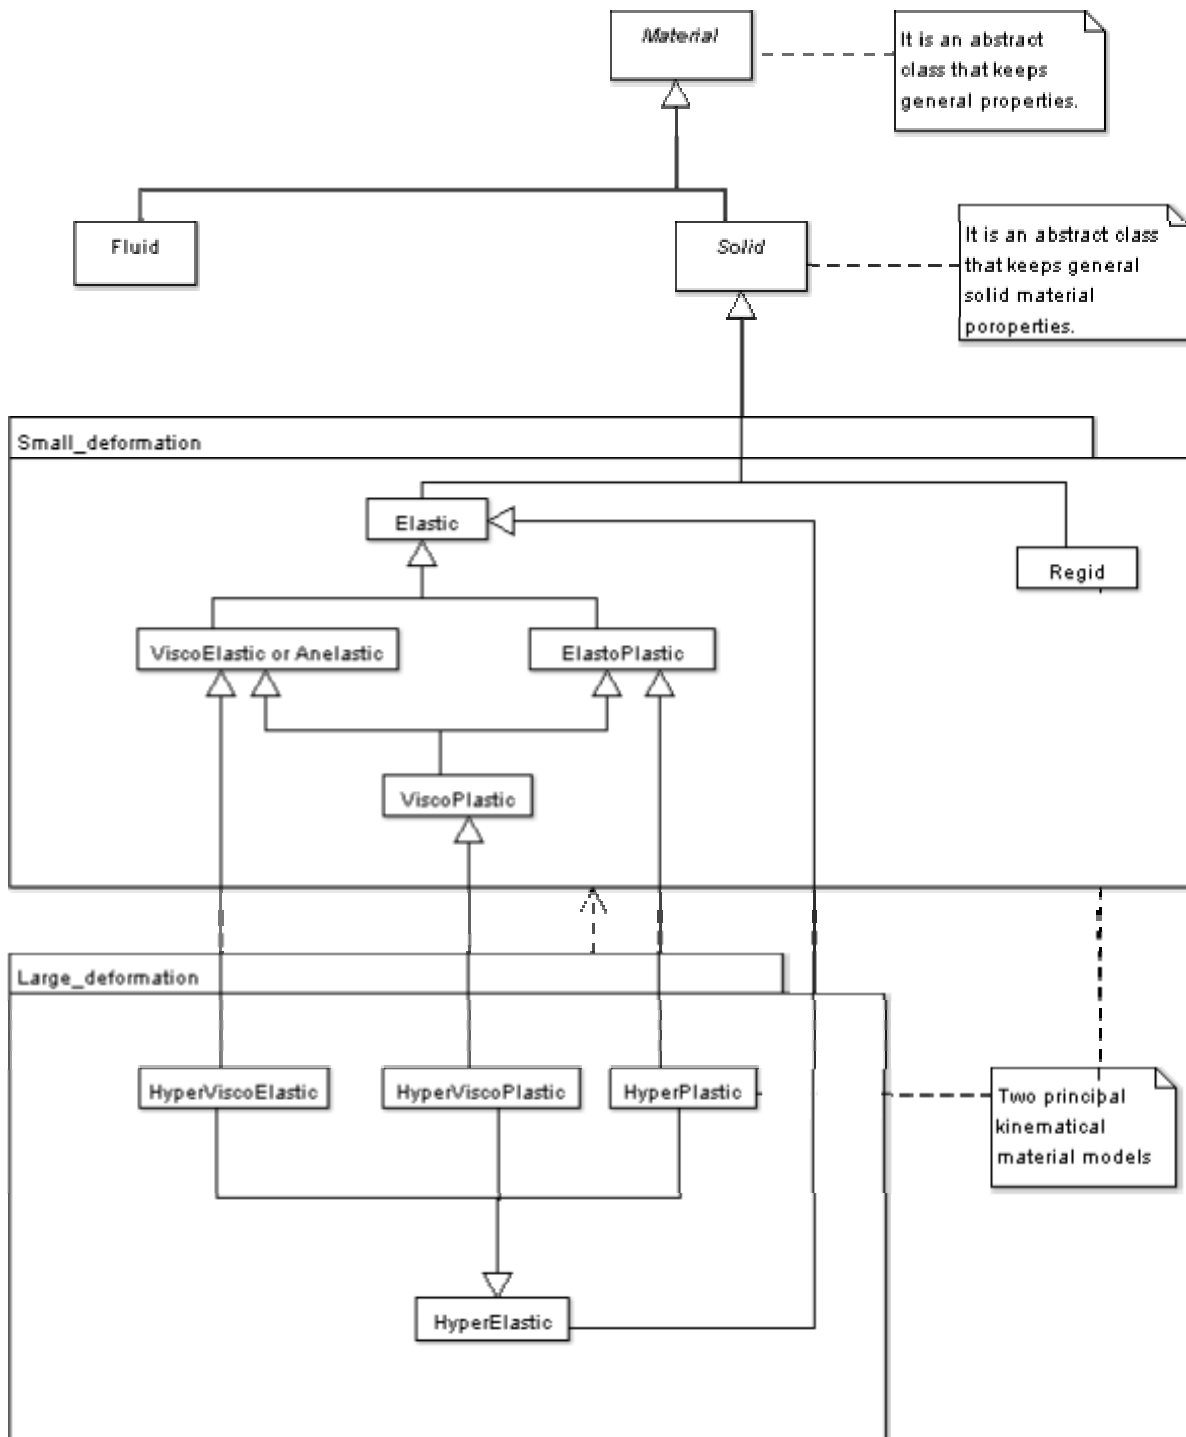 Material
It is an abstract
class that keeps
general properties.
Fluid
Solid
It is an abstract class
that keeps general
solid material
poroperties.
Small_deformation
Elastic
Regid
ViscoElastic or Anelastic
ElastoPlastic
ViscoPlastic
Large_deformation
HyperViscoElastic
HyperViscoPlastic
HyperPlastic
Two principal
kinematical
material models
HyperElastic